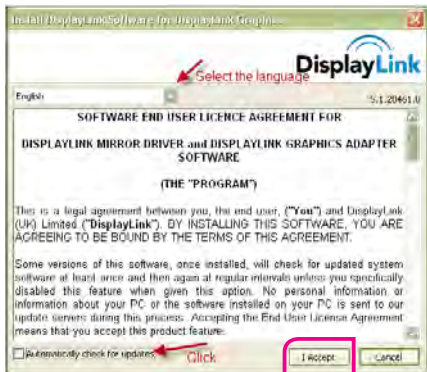 Install DisplayLink Software for DisplayLink Graphics...
DisplayLink
Select the language
English
5.1.20461.0
SOFTWARE END USER LICENCE AGREEMENT FOR
DISPLAYLINK MIRROR DRIVER and DISPLAYLINK GRAPHICS ADAPTER
SOFTWARE
(THE "PROGRAM")
This is a legal agreement between you, the end user, ("You") and DisplayLink
(UK) Limited ("DisplayLink"). BY INSTALLING THIS SOFTWARE, YOU ARE
AGREEING TO BE BOUND BY THE TERMS OF THIS AGREEMENT.
Some versions of this software, once installed, will check for updated system
software at least once and then again at regular intervals unless you specifically
disabled this feature when given this option. No personal information or
information about your PC or the software installed on your PC is sent to our
update servers during this process. Accepting the End User License Agreement
means that you accept this product feature.
Automatically check for updates
Click
I Accept
Cancel